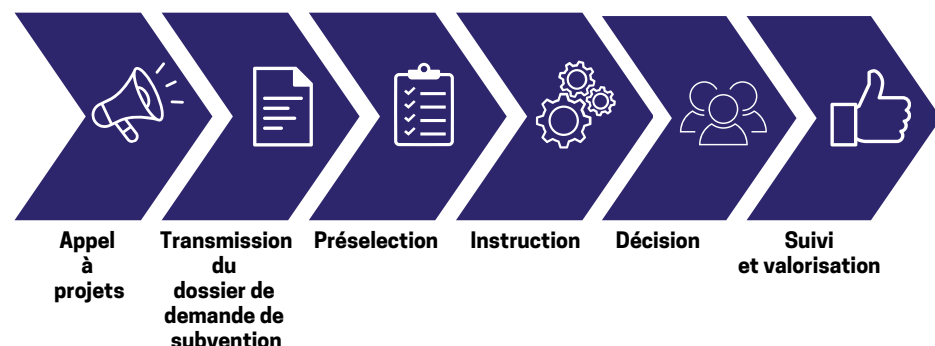 Appel
à
projets
Transmission
du
dossier de
demande de
subvention
Préselection
Instruction
Décision
Suivi
et valorisation